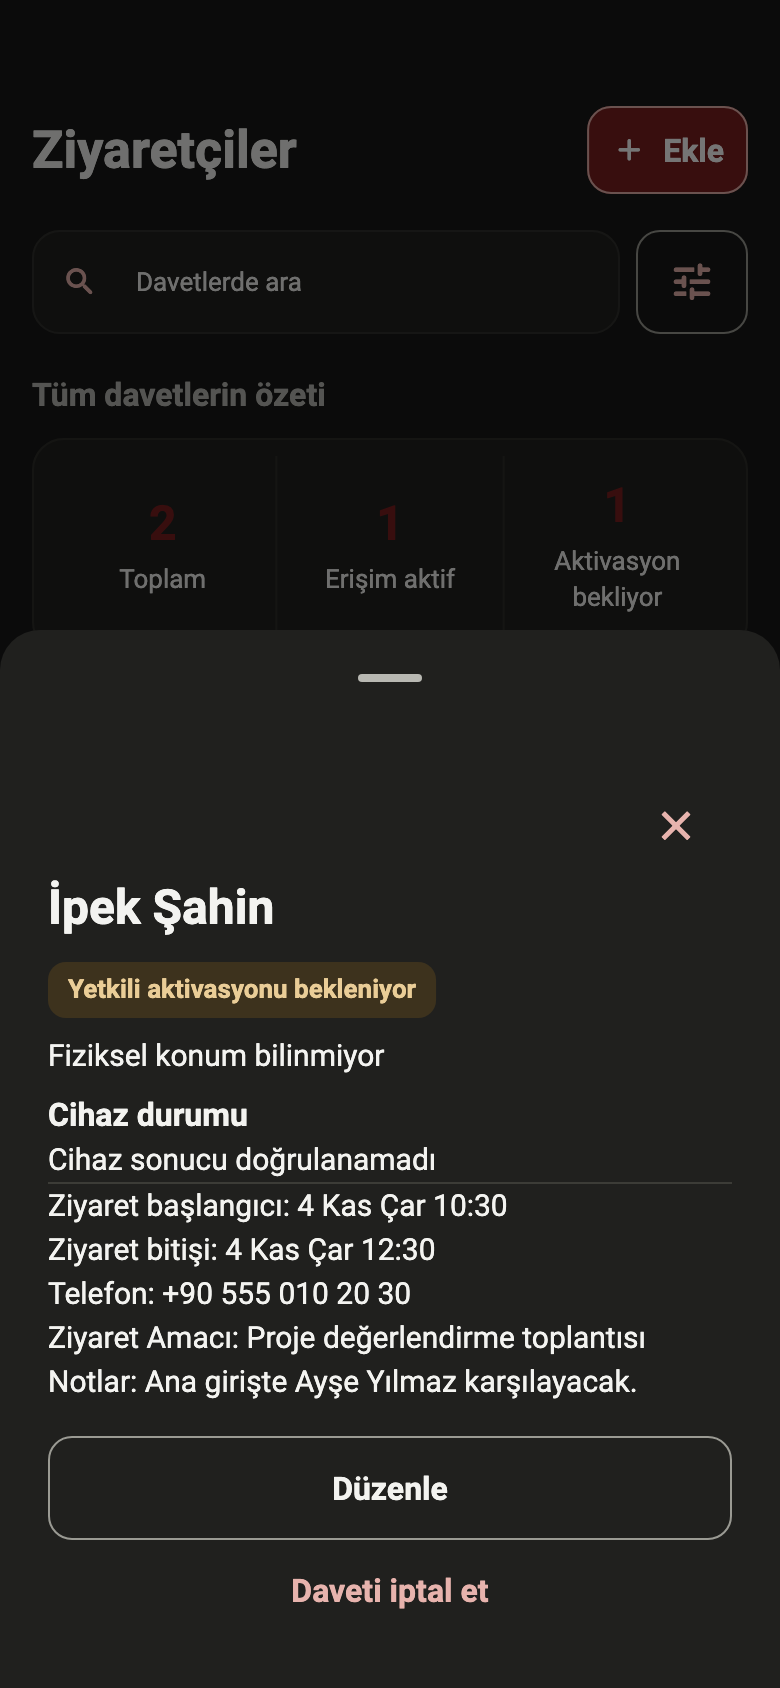 Ziyaretçiler
+ Ekle
Davetlerde ara
Tüm davetlerin özeti
2
Toplam
1
Erişim aktif
1
Aktivasyon
bekliyor
İpek Şahin
Yetkili aktivasyonu bekleniyor
Fiziksel konum bilinmiyor
Cihaz durumu
Cihaz sonucu doğrulanamadı
Ziyaret başlangıcı: 4 Kas Çar 10:30
Ziyaret bitişi: 4 Kas Çar 12:30
Telefon: +90 555 010 20 30
Ziyaret Amacı: Proje değerlendirme toplantısı
Notlar: Ana girişte Ayşe Yılmaz karşılayacak.
Düzenle
Daveti iptal et